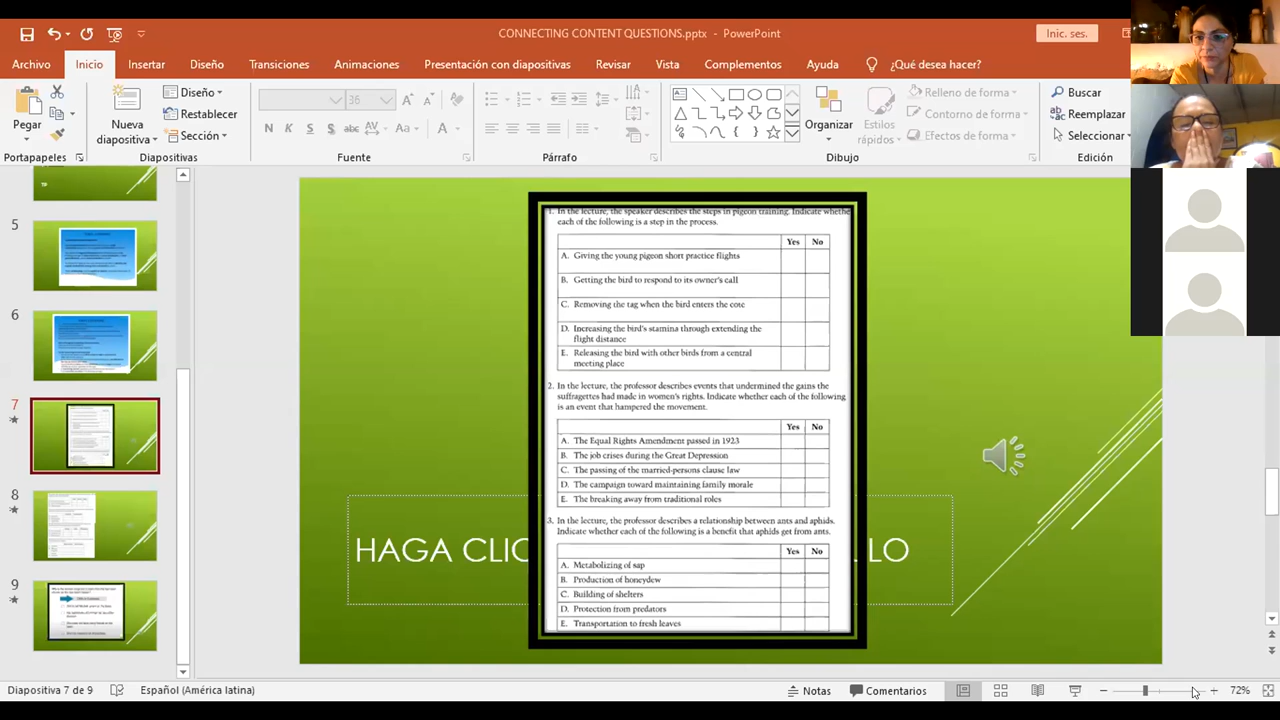 CONNECTING CONTENT QUESTIONS.pptx - PowerPoint
Inic. ses.
Archivo Inicio Insertar Diseño Transiciones Animaciones Presentación con diapositivas Revisar Vista Complementos Ayuda ¿Qué desea hacer?
Pegar
Nueva diapositiva
Diseño
Restablecer
Sección
36
N K S abc AV Aa A
Organizar
Estilos rápidos
Relleno de forma
Contorno de forma
Efectos de forma
Buscar
Reemplazar
Seleccionar
Portapapeles Diapositivas Fuente Párrafo Dibujo Edición
5
6
7
8
9
HAGA CLIC
LO
1. In the lecture, the speaker describes the steps in pigeon training. Indicate whether
each of the following is a step in the process.
Yes No
A. Giving the young pigeon short practice flights
B. Getting the bird to respond to its owner's call
C. Removing the tag when the bird enters the cote
D. Increasing the bird's stamina through extending the
flight distance
E. Releasing the bird with other birds from a central
meeting place
2. In the lecture, the professor describes events that undermined the gains the
suffragettes had made in women's rights. Indicate whether each of the following
is an event that hampered the movement.
Yes No
A. The Equal Rights Amendment passed in 1923
B. The job crises during the Great Depression
C. The passing of the married-persons clause law
D. The campaign toward maintaining family morale
E. The breaking away from traditional roles
3. In the lecture, the professor describes a relationship between ants and aphids.
Indicate whether each of the following is a benefit that aphids get from ants.
Yes No
A. Metabolizing of sap
B. Production of honeydew
C. Building of shelters
D. Protection from predators
E. Transportation to fresh leaves
Diapositiva 7 de 9 Español (América latina) Notas Comentarios 72%